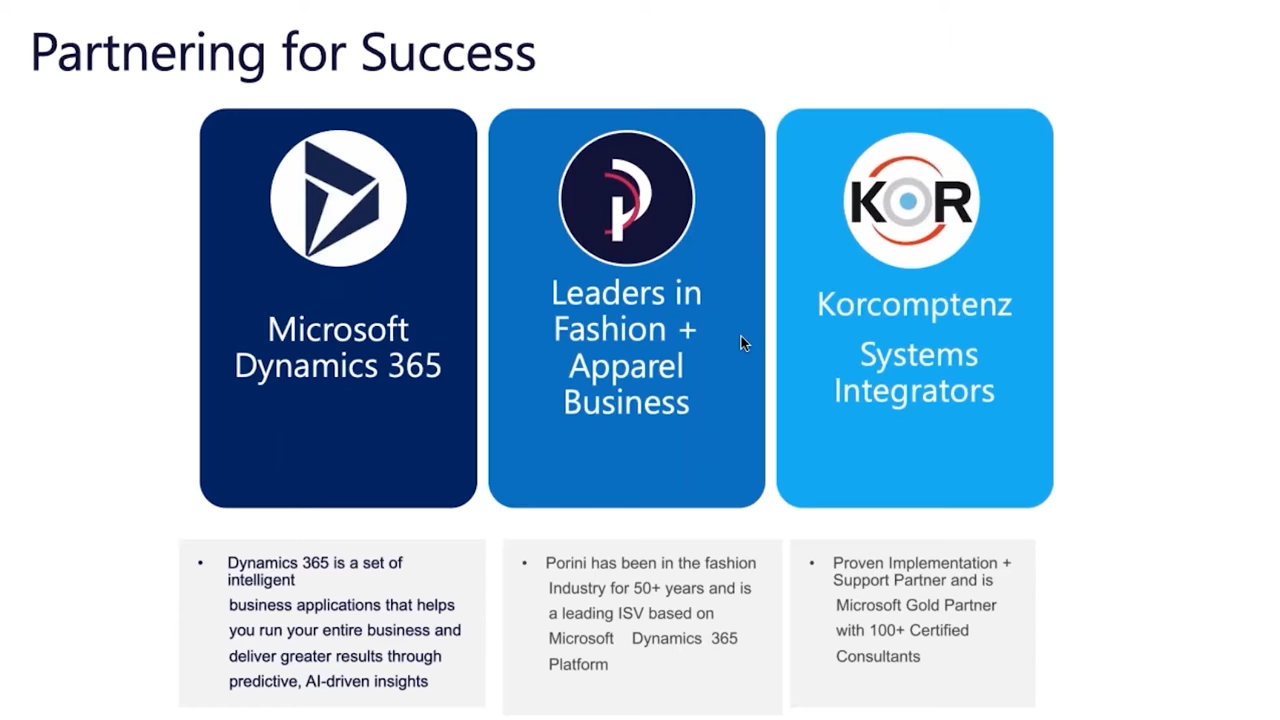 Partnering for Success
Microsoft
Dynamics 365
Leaders in
Fashion +
Apparel
Business
KOR
Korcomptenz
Systems
Integrators
• Dynamics 365 is a set of
intelligent
business applications that helps
you run your entire business and
deliver greater results through
predictive, AI-driven insights
• Porini has been in the fashion
Industry for 50+ years and is
a leading ISV based on
Microsoft Dynamics 365
Platform
• Proven Implementation +
Support Partner and is
Microsoft Gold Partner
with 100+ Certified
Consultants